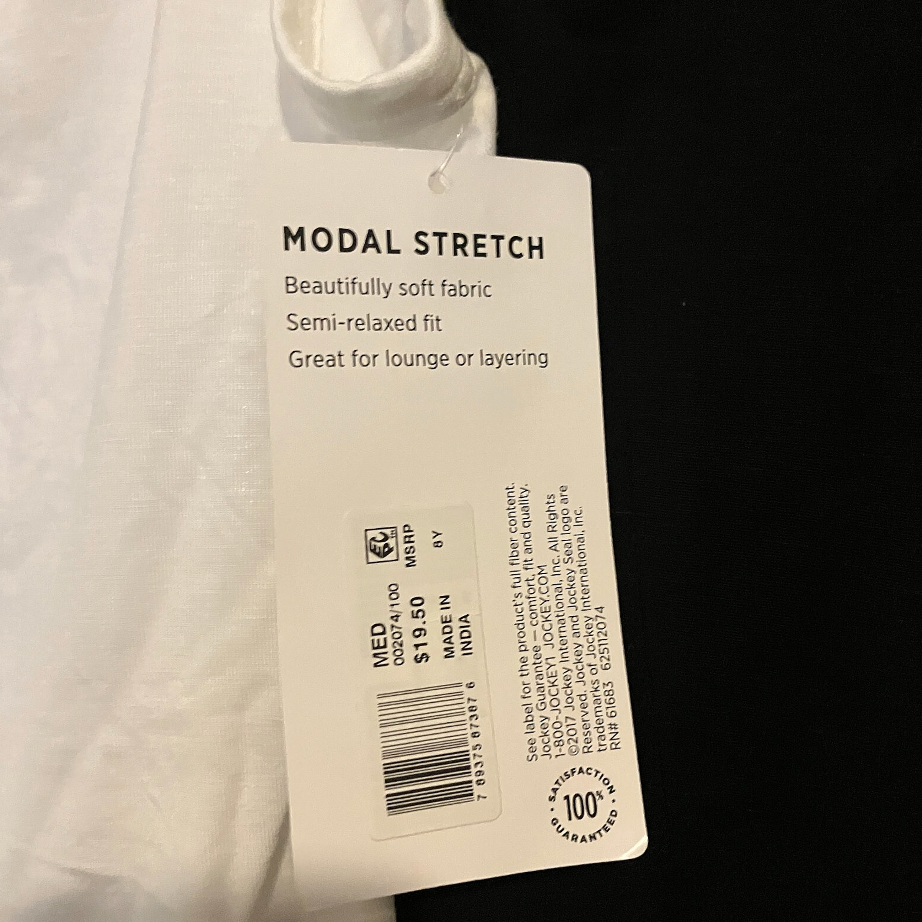 MODAL STRETCH
Beautifully soft fabric
Semi-relaxed fit
Great for lounge or layering
MED
002074/100
$19.50 MSRP
MADE IN 8Y
INDIA
7 89375 87387 6
See label for the product's full fiber content.
Jockey Guarantee — comfort, fit and quality.
1-800-JOCKEY1 JOCKEY.COM
©2017 Jockey International, Inc. All Rights
Reserved. Jockey and Jockey Seal logo are
trademarks of Jockey International, Inc.
RN# 61683 62512074
SATISFACTION
100%
GUARANTEED